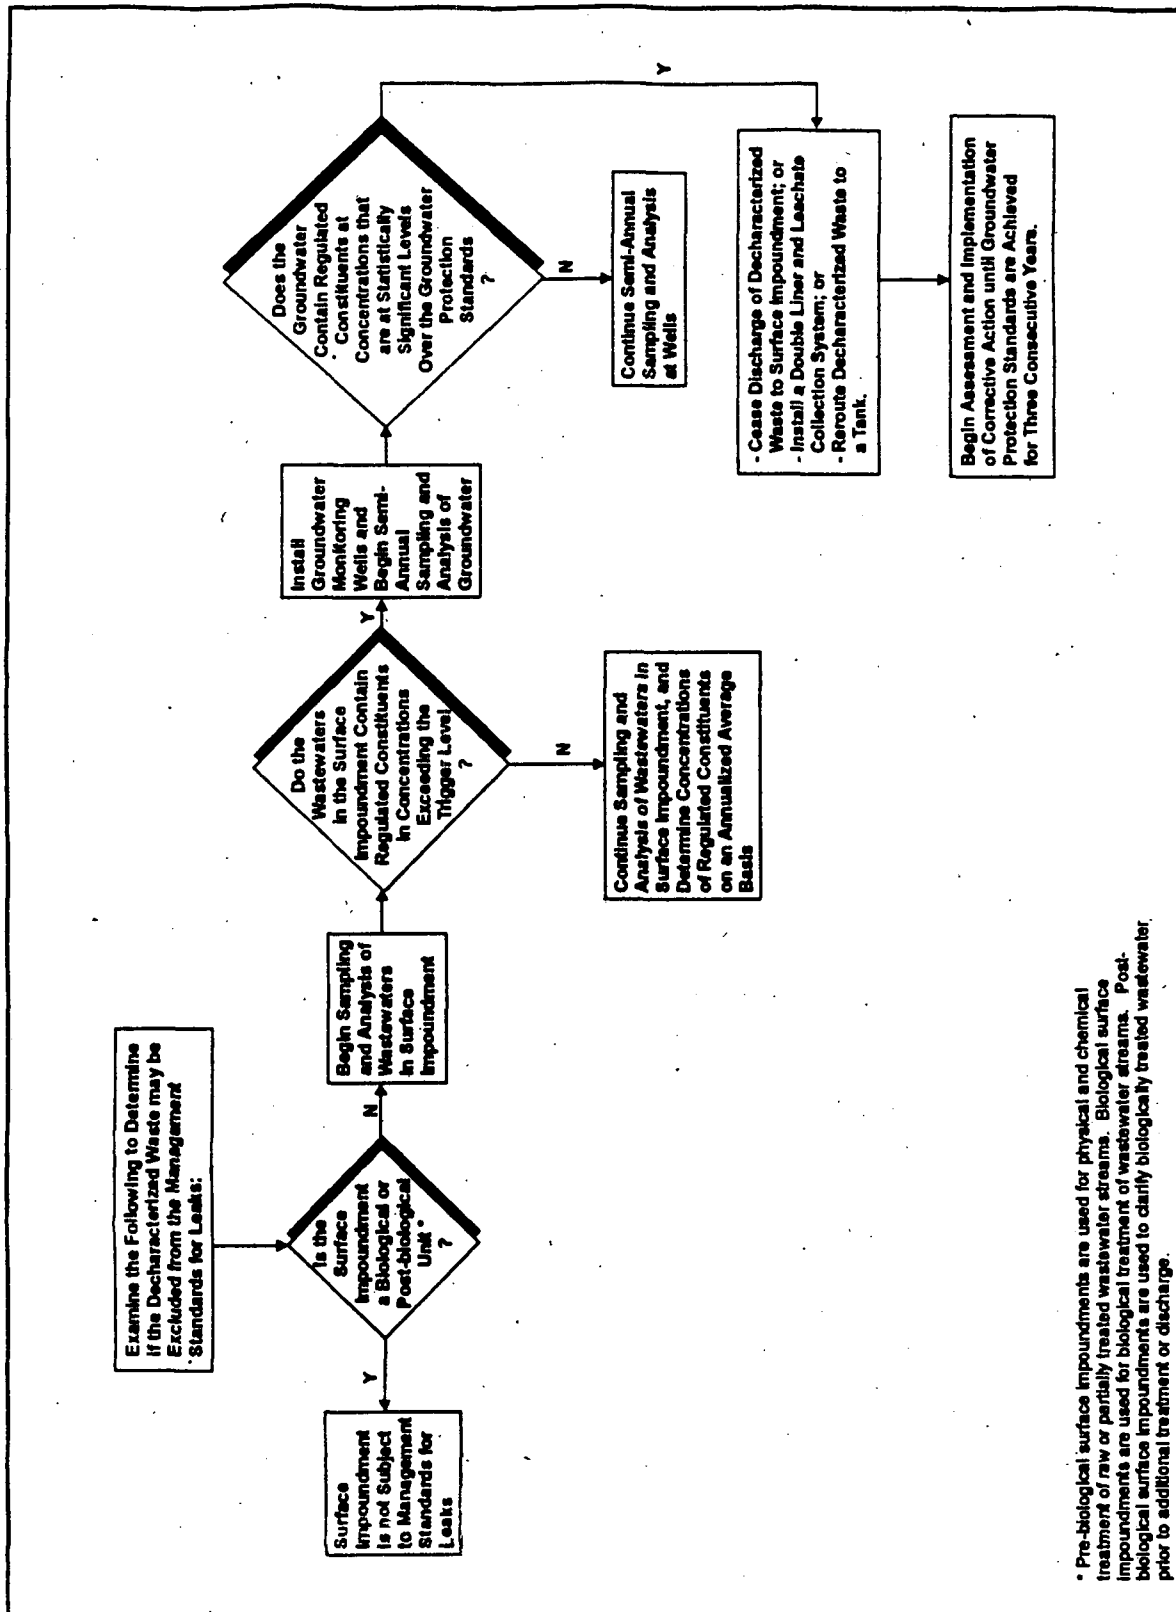 Examine the Following to Determine
if the Decharacterized Waste may be
Excluded from the Management
Standards for Leaks:
Is the
Surface
Impoundment
a Biological or
Post-biological
Unit *
?
Y
Surface
Impoundment
is not Subject
to Management
Standards for
Leaks
N
Begin Sampling
and Analysis of
Wastewaters
in Surface
Impoundment
Do the
Wastewaters
in the Surface
Impoundment Contain
Regulated Constituents
in Concentrations
Exceeding the
Trigger Level
?
N
Continue Sampling and
Analysis of Wastewaters in
Surface Impoundment, and
Determine Concentrations
of Regulated Constituents
on an Annualized Average
Basis
Y
Install
Groundwater
Monitoring
Wells and
Begin Semi-
Annual
Sampling and
Analysis of
Groundwater
Does the
Groundwater
Contain Regulated
Constituents at
Concentrations that
are at Statistically
Significant Levels
Over the Groundwater
Protection
Standards
?
N
Continue Semi-Annual
Sampling and Analysis
at Wells
Y
- Cease Discharge of Decharacterized
Waste to Surface Impoundment; or
- Install a Double Liner and Leachate
Collection System; or
- Reroute Decharacterized Waste to
a Tank.
Begin Assessment and Implementation
of Corrective Action until Groundwater
Protection Standards are Achieved
for Three Consecutive Years.
* Pre-biological surface impoundments are used for physical and chemical
treatment of raw or partially treated wastewater streams. Biological surface
impoundments are used for biological treatment of wastewater streams. Post-
biological surface impoundments are used to clarify biologically treated wastewater
prior to additional treatment or discharge.